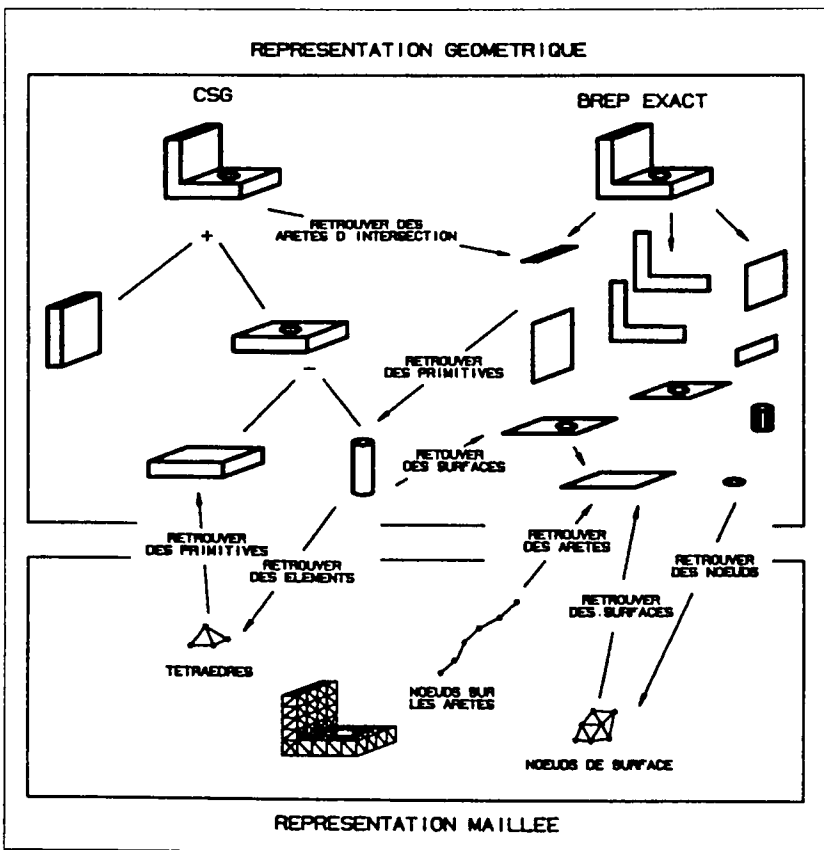 REPRESENTATION GEOMETRIQUE
CSG
BREP EXACT
RETROUVER DES
ARETES D INTERSECTION
+
RETROUVER
DES PRIMITIVES
-
RETOUVER
DES SURFACES
RETROUVER
DES PRIMITIVES
RETROUVER
DES ELEMENTS
RETROUVER
DES ARETES
RETROUVER
DES NOEUDS
RETROUVER
DES SURFACES
TETRAEDRES
NOEUDS SUR
LES ARETES
NOEUDS DE SURFACE
REPRESENTATION MAILLEE